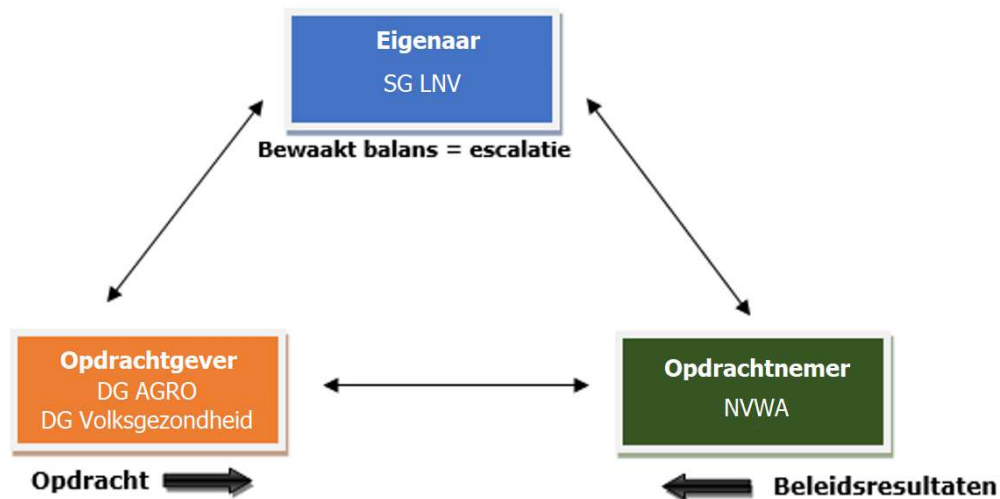 Eigenaar
SG LNV
Bewaakt balans = escalatie
Opdrachtgever
DG AGRO
DG Volksgezondheid
Opdrachtnemer
NVWA
Opdracht
Beleidsresultaten